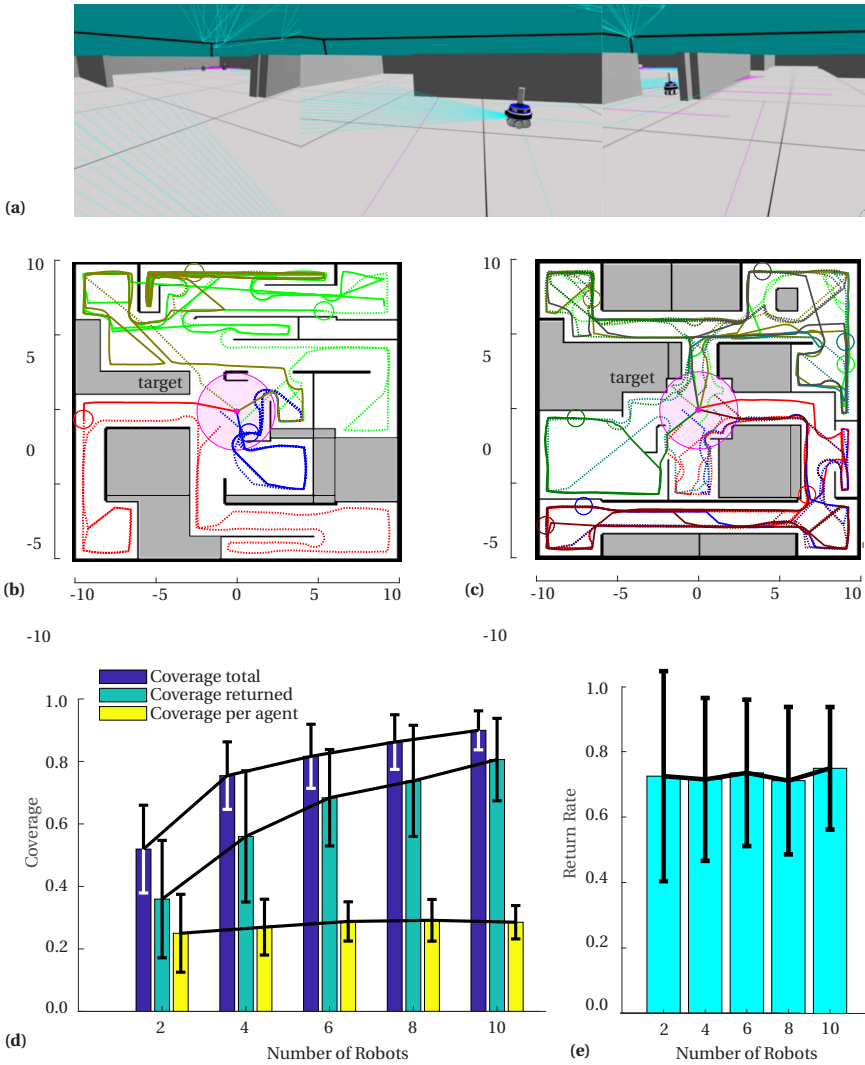 (a)
10
5
0
-5
-10
target
-10
0
5
10
(b)
10
5
0
-5
-10
target
-10
0
5
10
(c)
Coverage total
Coverage returned
Coverage per agent
1.0
0.8
0.6
0.4
0.2
0.0
Coverage
2
4
6
8
10
Number of Robots
(d)
1.0
0.8
0.6
0.4
0.2
0.0
Return Rate
2
4
6
8
10
Number of Robots
(e)